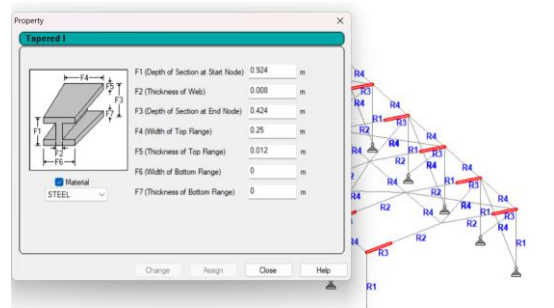 Property
Tapered I
F4
F5
F3
F1
F7
F2
F6
Material
STEEL
F1 (Depth of Section at Start Node) 0.924 m
F2 (Thickness of Web) 0.008 m
F3 (Depth of Section at End Node) 0.424 m
F4 (Width of Top Flange) 0.25 m
F5 (Thickness of Top Flange) 0.012 m
F6 (Width of Bottom Flange) 0 m
F7 (Thickness of Bottom Flange) 0 m
Change Assign Close Help
R4
R3
R4
R1 R3
R2 R4
R4 R4 R1 R3
R2 R4
R4 R1 R3
R4 R2 R4
R4 R1 R3
R2 R2 R1
R4 R2
R3
R1